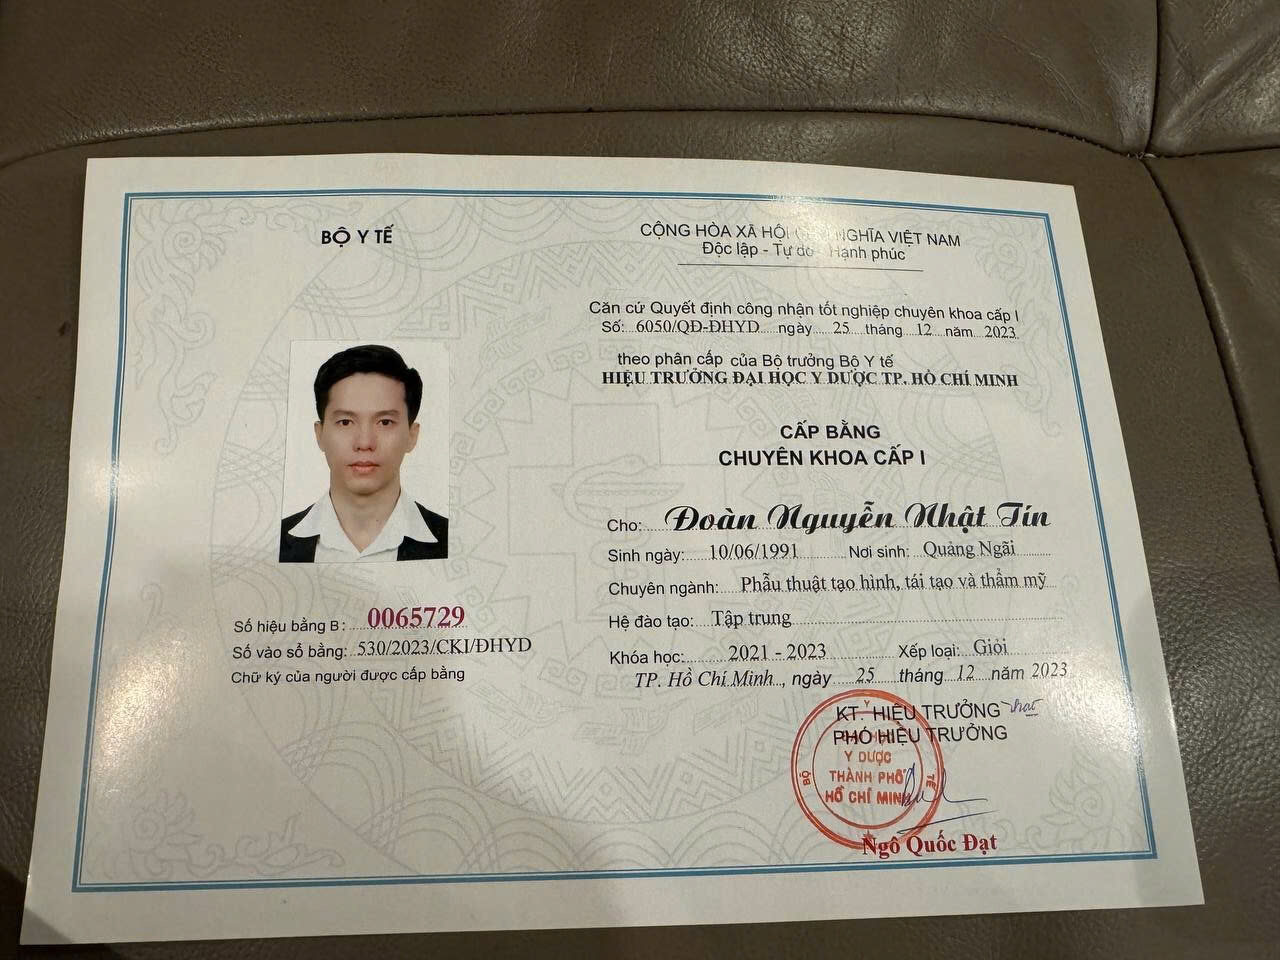 BỘ Y TẾ
CỘNG HÒA XÃ HỘI NGHĨA VIỆT NAM
Độc lập - Tự do - Hạnh phúc
Căn cứ Quyết định công nhận tốt nghiệp chuyên khoa cấp I
Số: 6050/QĐ-ĐHYD ngày 25 tháng 12 năm 2023
theo phân cấp của Bộ trưởng Bộ Y tế
HIỆU TRƯỞNG ĐẠI HỌC Y DƯỢC TP. HỒ CHÍ MINH
CẤP BẰNG
CHUYÊN KHOA CẤP I
Cho: Đoàn Nguyễn Nhật Tín
Sinh ngày: 10/06/1991 Nơi sinh: Quảng Ngãi
Chuyên ngành: Phẫu thuật tạo hình, tái tạo và thẩm mỹ
Hệ đào tạo: Tập trung
Khóa học: 2021 - 2023 Xếp loại: Giỏi
TP. Hồ Chí Minh, ngày 25 tháng 12 năm 2023
KT. HIỆU TRƯỞNG
PHÓ HIỆU TRƯỞNG
Y DƯỢC
THÀNH PHỐ
HỒ CHÍ MINH
BỘ Y TẾ
Ngô Quốc Đạt
Số hiệu bằng B: 0065729
Số vào sổ bằng: 530/2023/CKI/ĐHYD
Chữ ký của người được cấp bằng